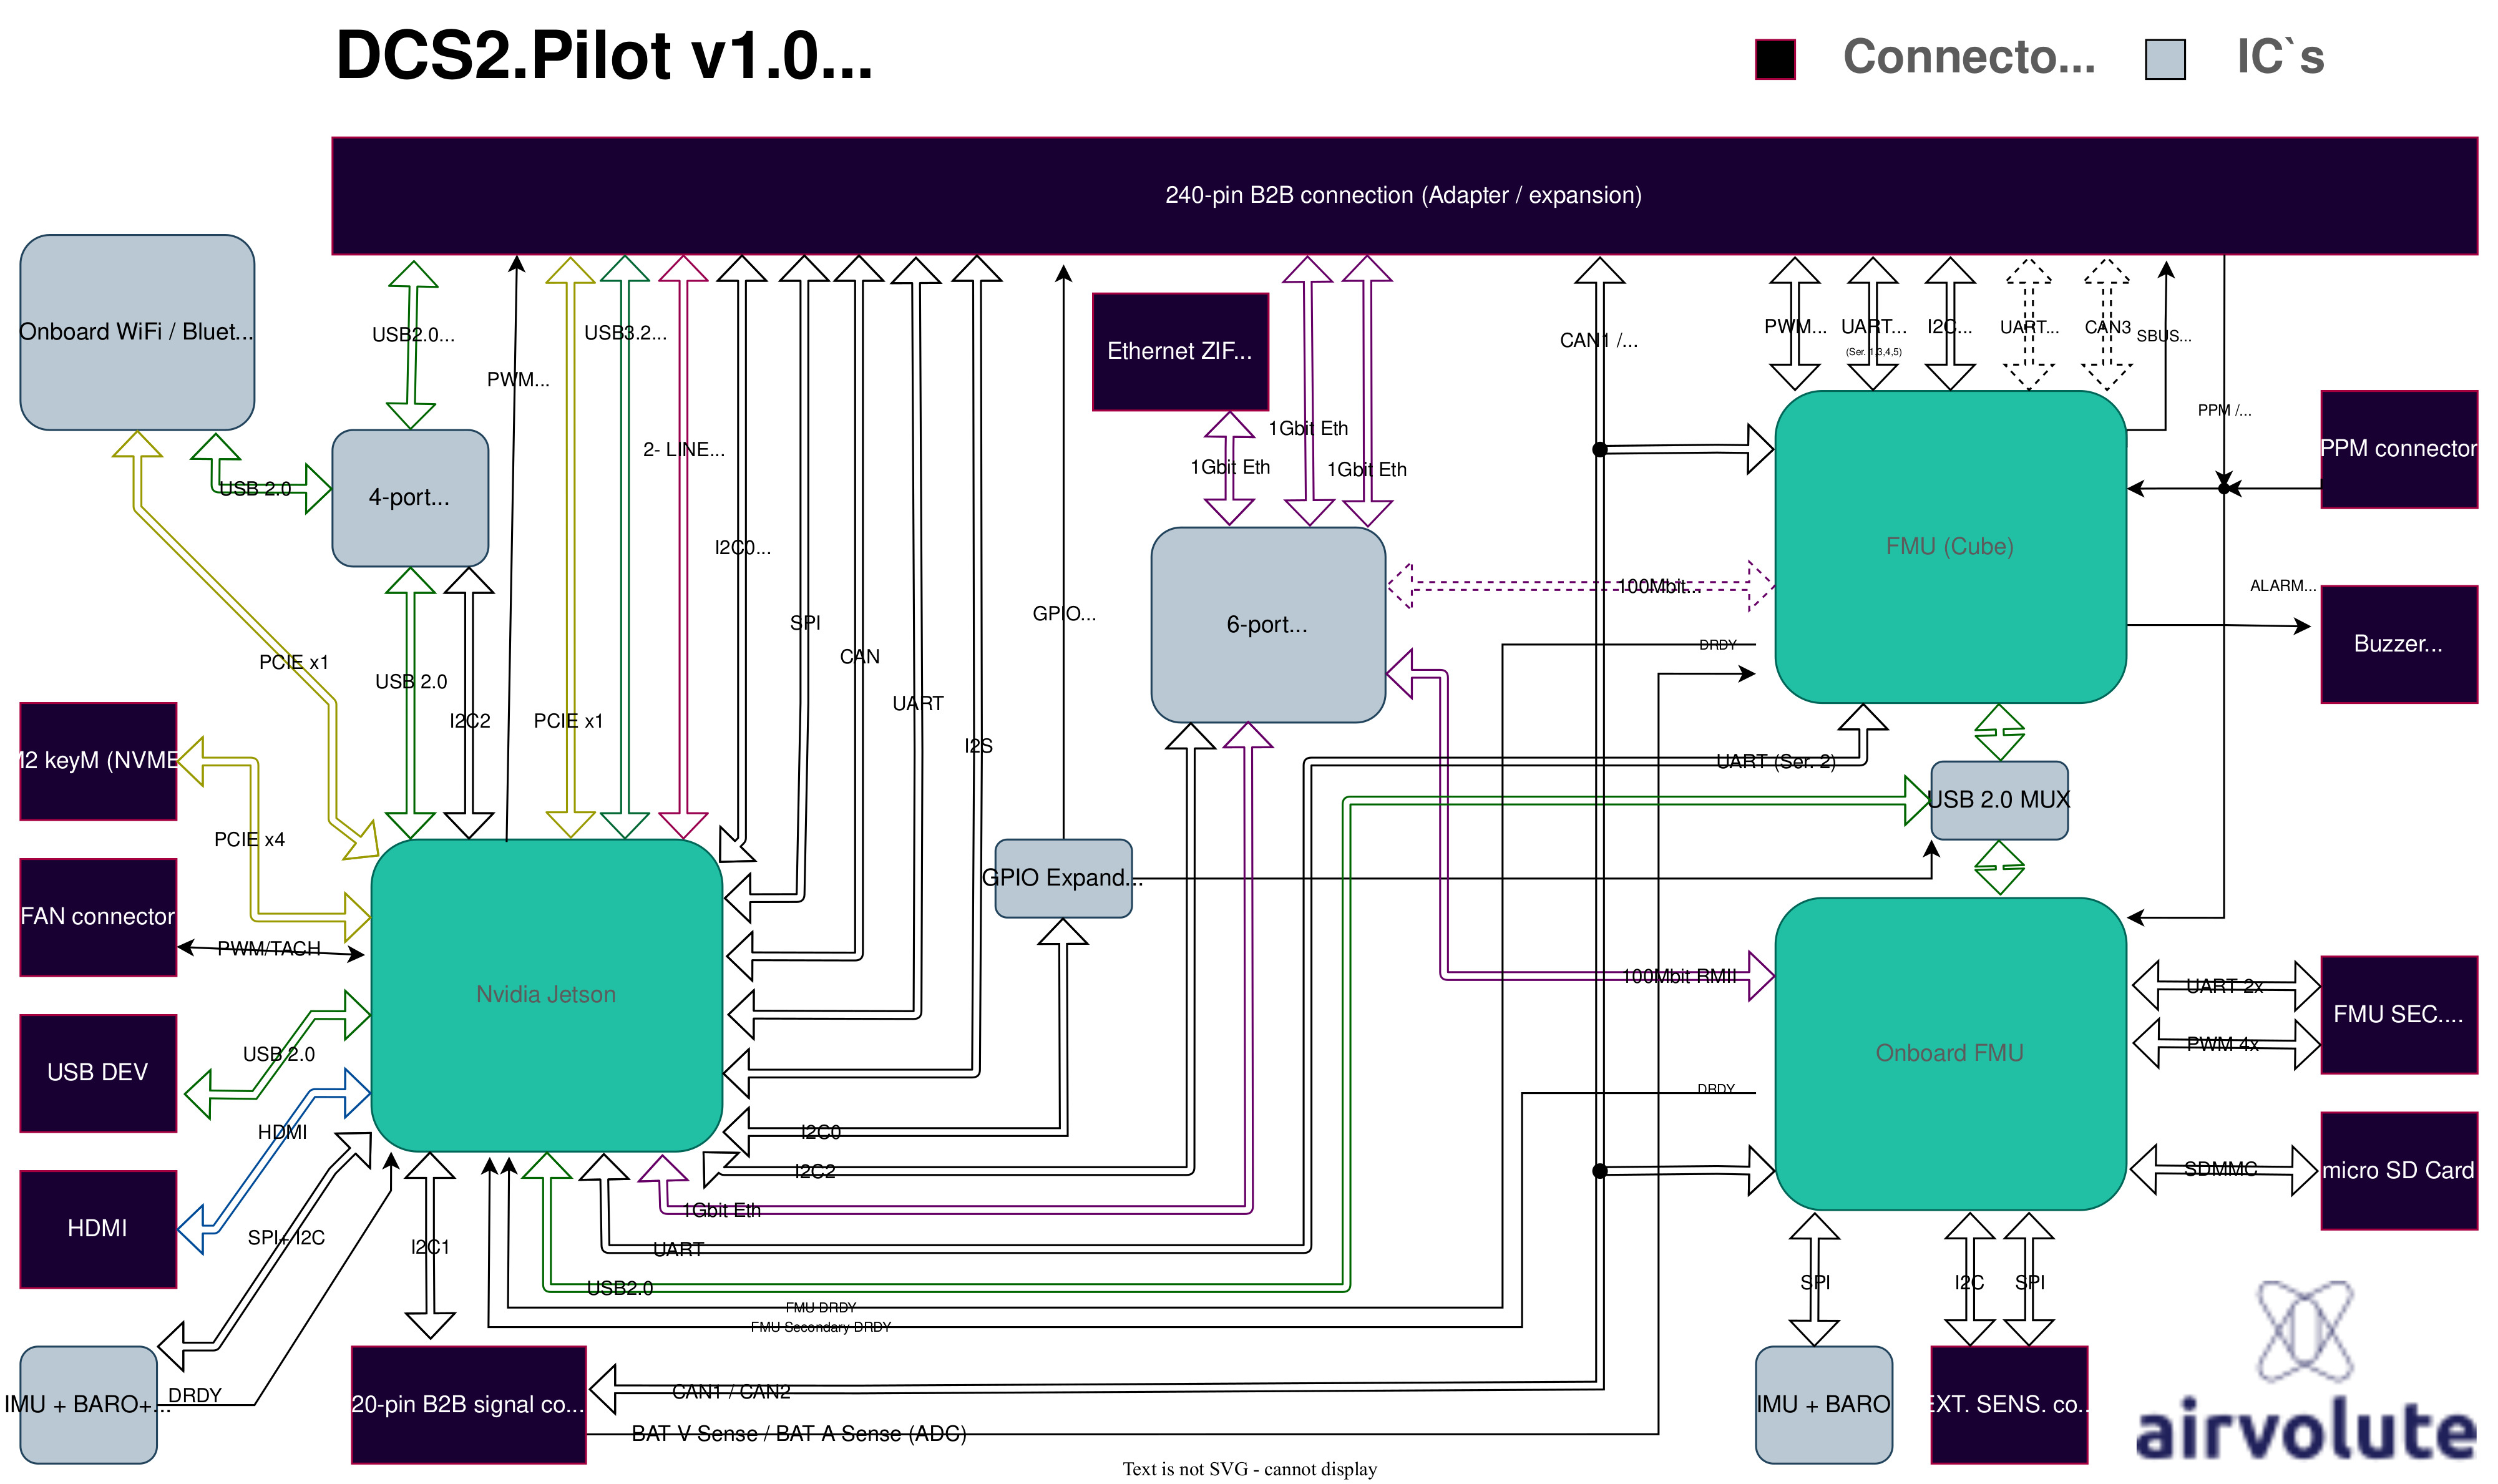 DCS2.Pilot v1.0...
Connecto...
IC`s
240-pin B2B connection (Adapter / expansion)
Onboard WiFi / Bluet...
USB2.0...
PWM...
USB3.2...
2- LINE...
Ethernet ZIF...
CAN1 /...
PWM...
UART...
(Ser. 1,3,4,5)
I2C...
UART...
CAN3
SBUS...
PPM /...
PPM connector
1Gbit Eth
1Gbit Eth
1Gbit Eth
USB 2.0
4-port...
I2C0...
SPI
CAN
UART
I2S
GPIO...
6-port...
100Mbit...
FMU (Cube)
ALARM...
Buzzer...
DRDY
PCIE x1
USB 2.0
I2C2
PCIE x1
M2 keyM (NVME
PCIE x4
UART (Ser. 2)
USB 2.0 MUX
GPIO Expand...
FAN connector
PWM/TACH
Nvidia Jetson
100Mbit RMII
UART 2x
FMU SEC....
PWM 4x
Onboard FMU
USB DEV
USB 2.0
DRDY
HDMI
I2C0
I2C2
SDMMC
micro SD Card
HDMI
1Gbit Eth
SPI+ I2C
I2C1
UART
USB2.0
SPI
I2C
SPI
FMU DRDY
FMU Secondary DRDY
IMU + BARO+...
DRDY
20-pin B2B signal co...
CAN1 / CAN2
BAT V Sense / BAT A Sense (ADC)
IMU + BARO
EXT. SENS. co...
airvolute
Text is not SVG - cannot display